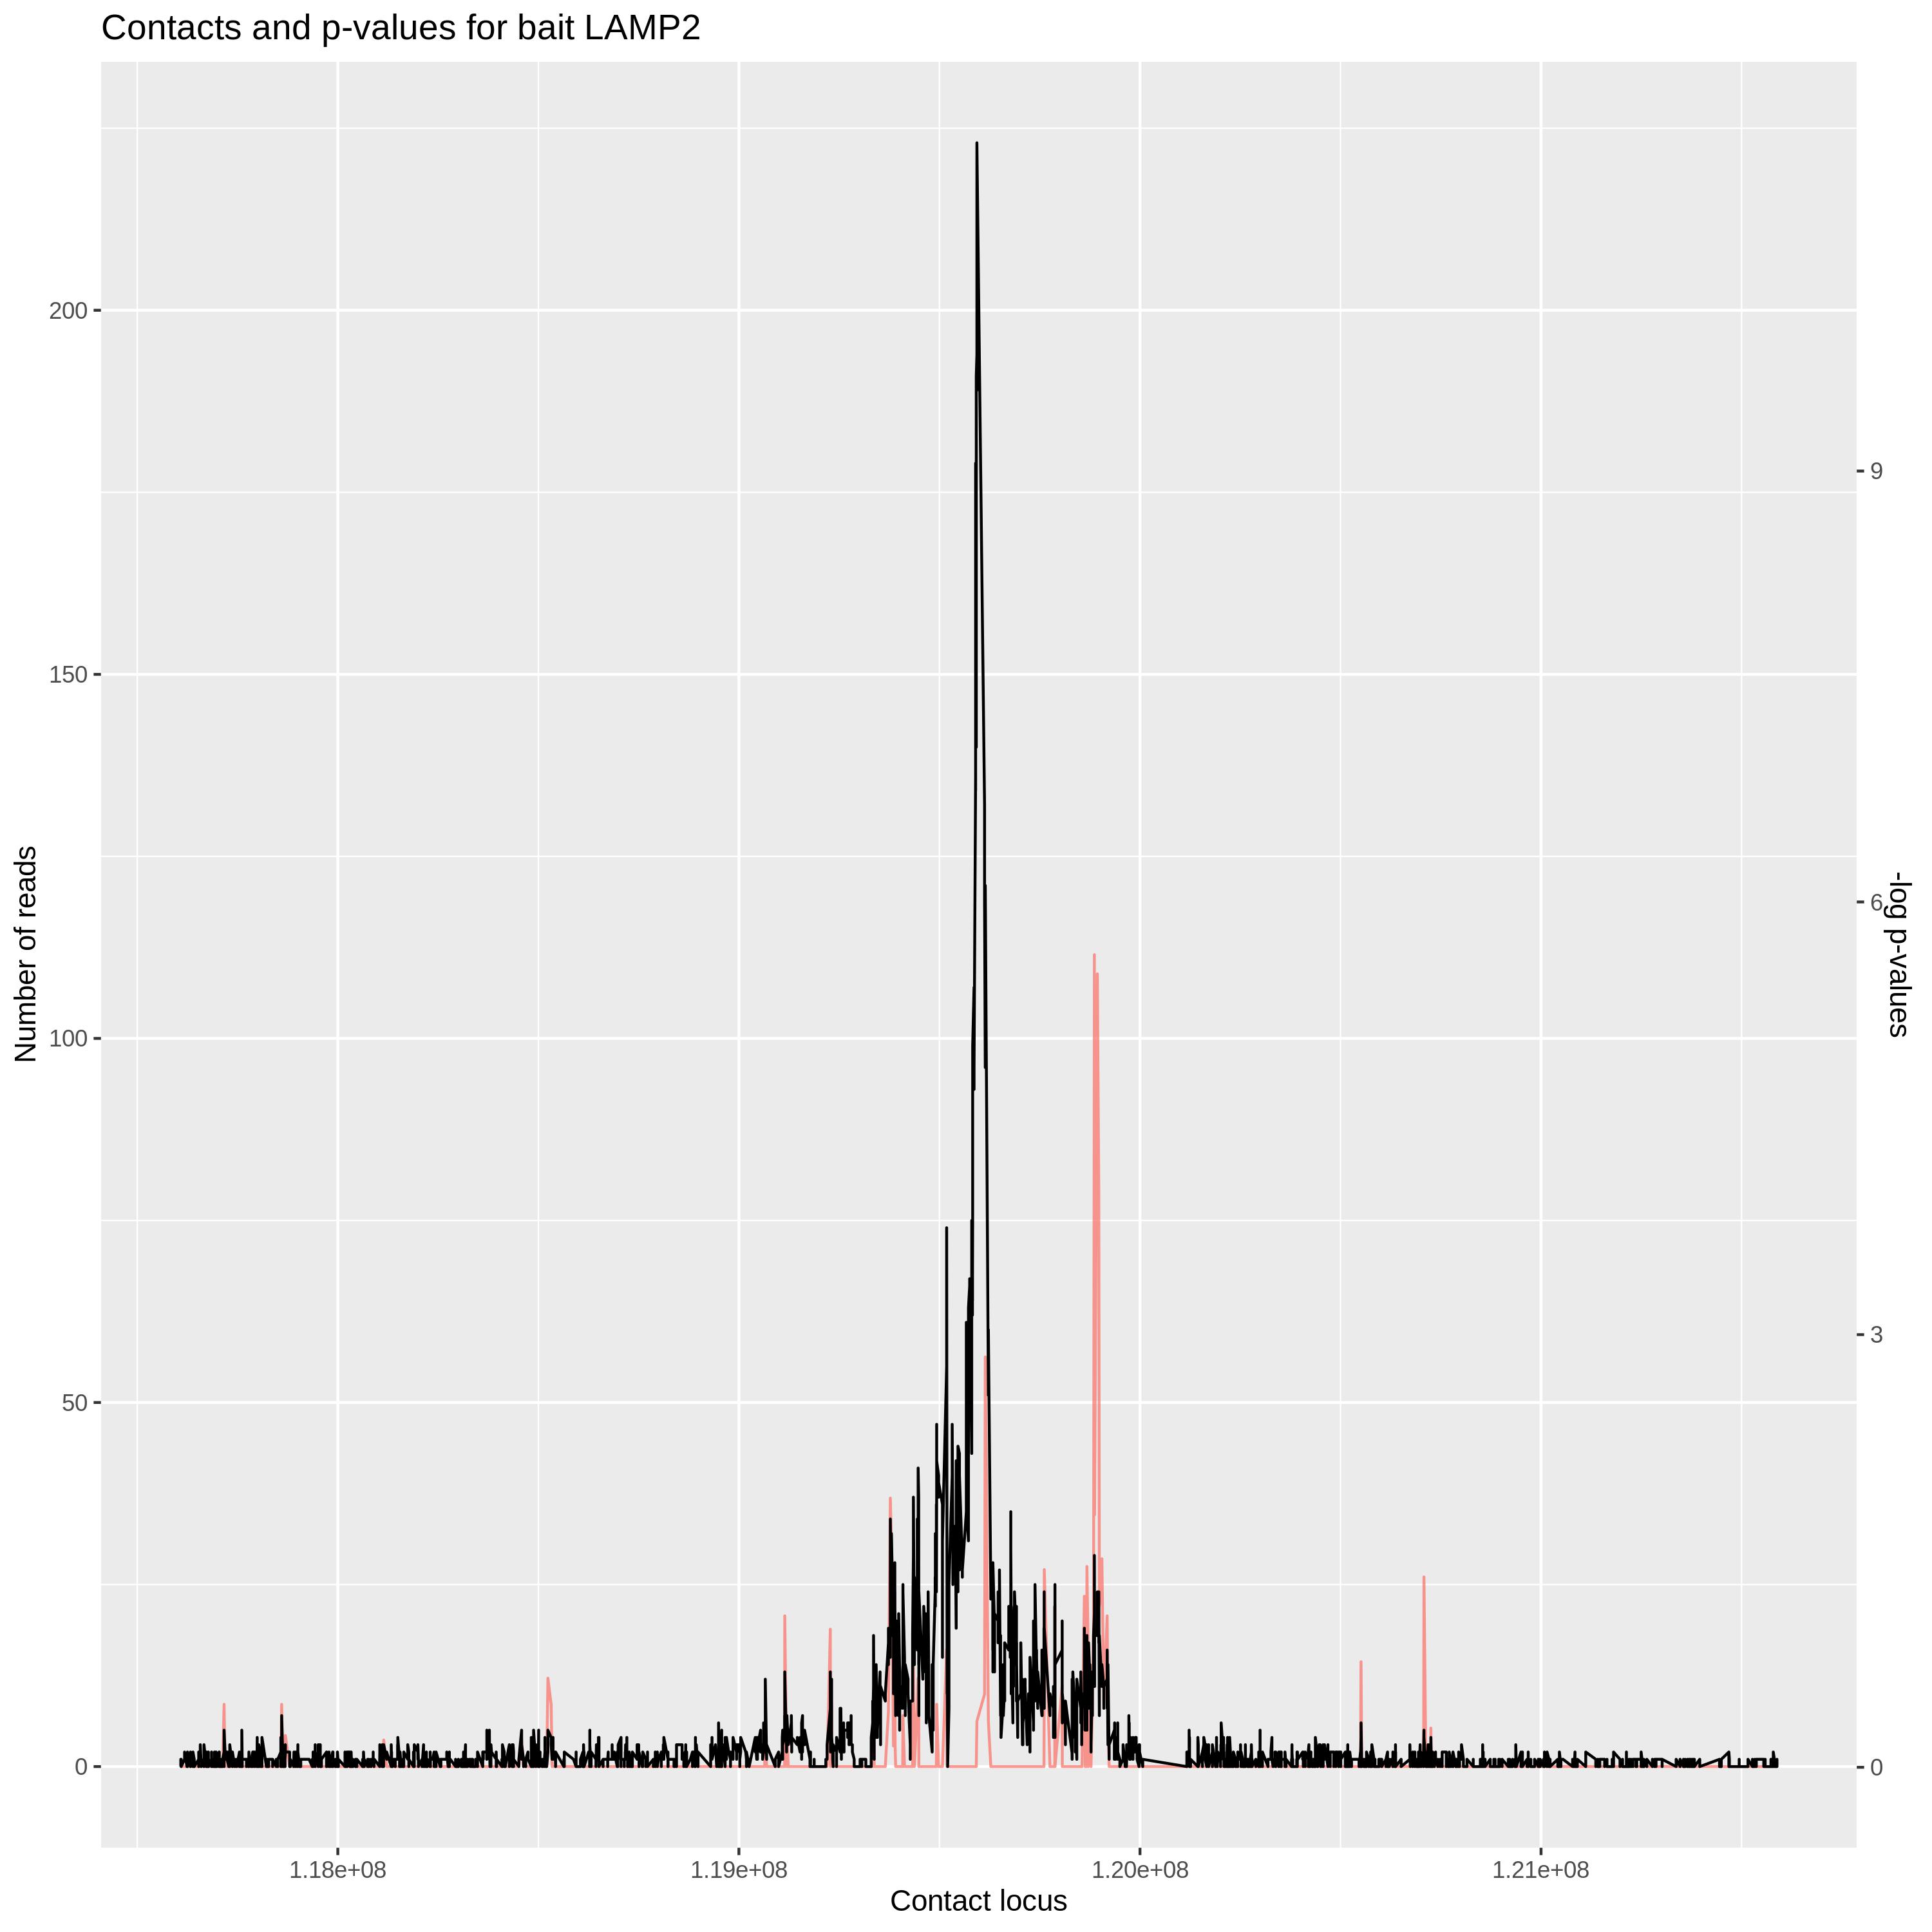 Contacts and p-values for bait LAMP2
Number of reads
200
150
100
50
0
9
6
3
0
-log p-values
1.18e+08
1.19e+08
1.20e+08
1.21e+08
Contact locus